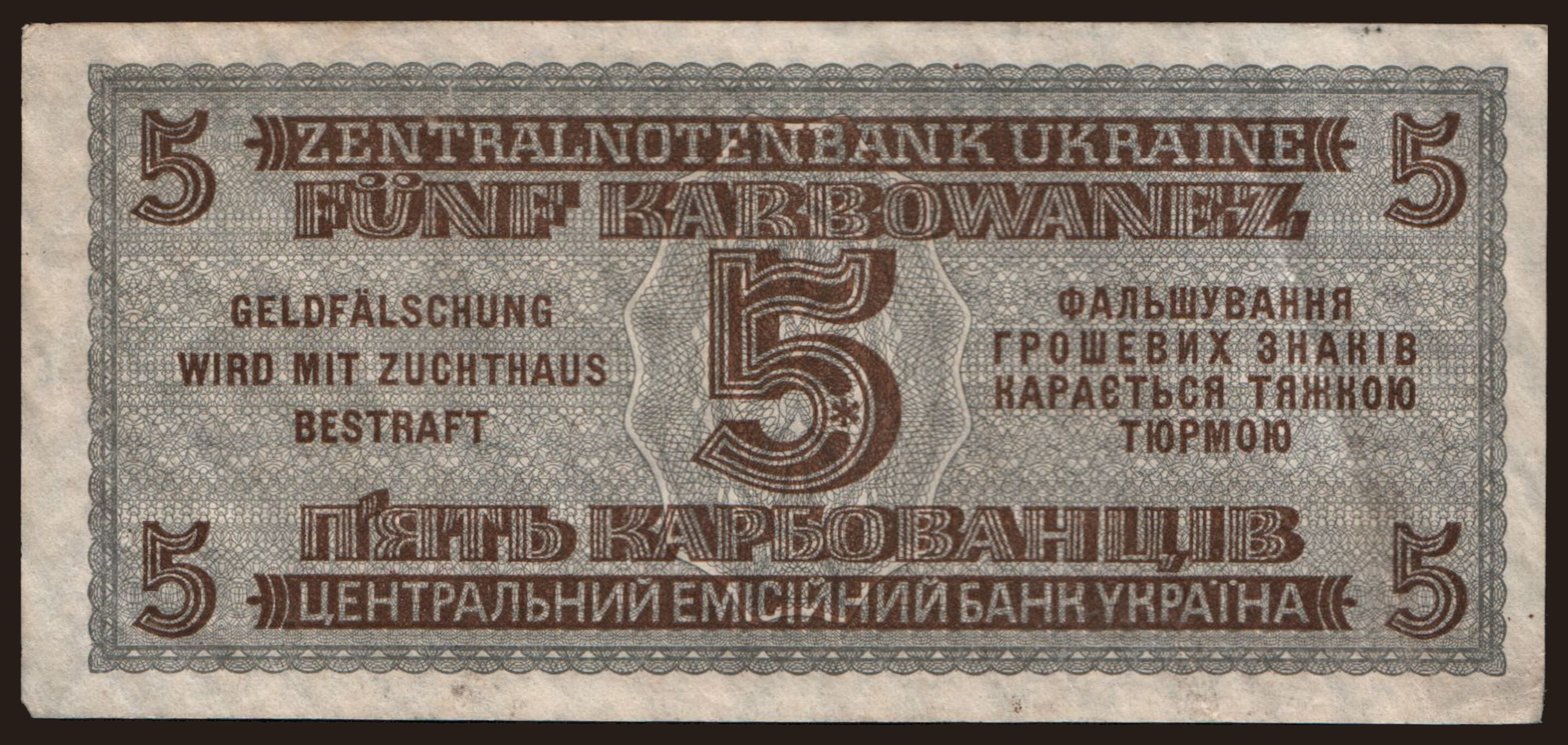 5 ZENTRALNOTENBANK UKRAINE 5
FÜNF KARBOWANEZ
5
GELDFÄLSCHUNG
WIRD MIT ZUCHTHAUS
BESTRAFT
ФАЛЬШУВАННЯ
ГРОШЕВИХ ЗНАКІВ
КАРАЄТЬСЯ ТЯЖКОЮ
ТЮРМОЮ
П'ЯТЬ КАРБОВАНЦІВ
5 ЦЕНТРАЛЬНИЙ ЕМІСІЙНИЙ БАНК УКРАЇНА 5